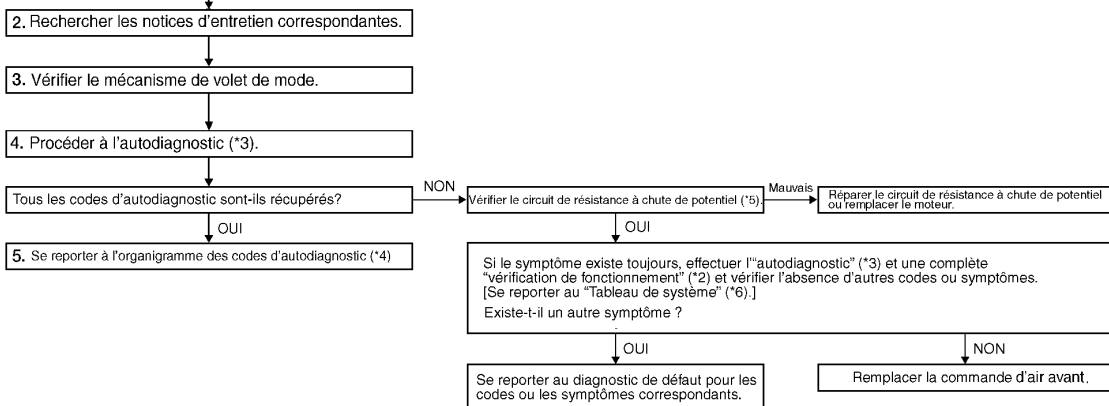 2. Rechercher les notices d'entretien correspondantes.
3. Vérifier le mécanisme de volet de mode.
4. Procéder à l'autodiagnostic (*3).
Tous les codes d'autodiagnostic sont-ils récupérés?
NON
Vérifier le circuit de résistance à chute de potentiel (*5).
Mauvais
Réparer le circuit de résistance à chute de potentiel
ou remplacer le moteur.
OUI
OUI
5. Se reporter à l'organigramme des codes d'autodiagnostic (*4)
Si le symptôme existe toujours, effectuer l'"autodiagnostic" (*3) et une complète
"vérification de fonctionnement" (*2) et vérifier l'absence d'autres codes ou symptômes.
[Se reporter au "Tableau de système" (*6).]
Existe-t-il un autre symptôme ?
OUI
NON
Se reporter au diagnostic de défaut pour les
codes ou les symptômes correspondants.
Remplacer la commande d'air avant.